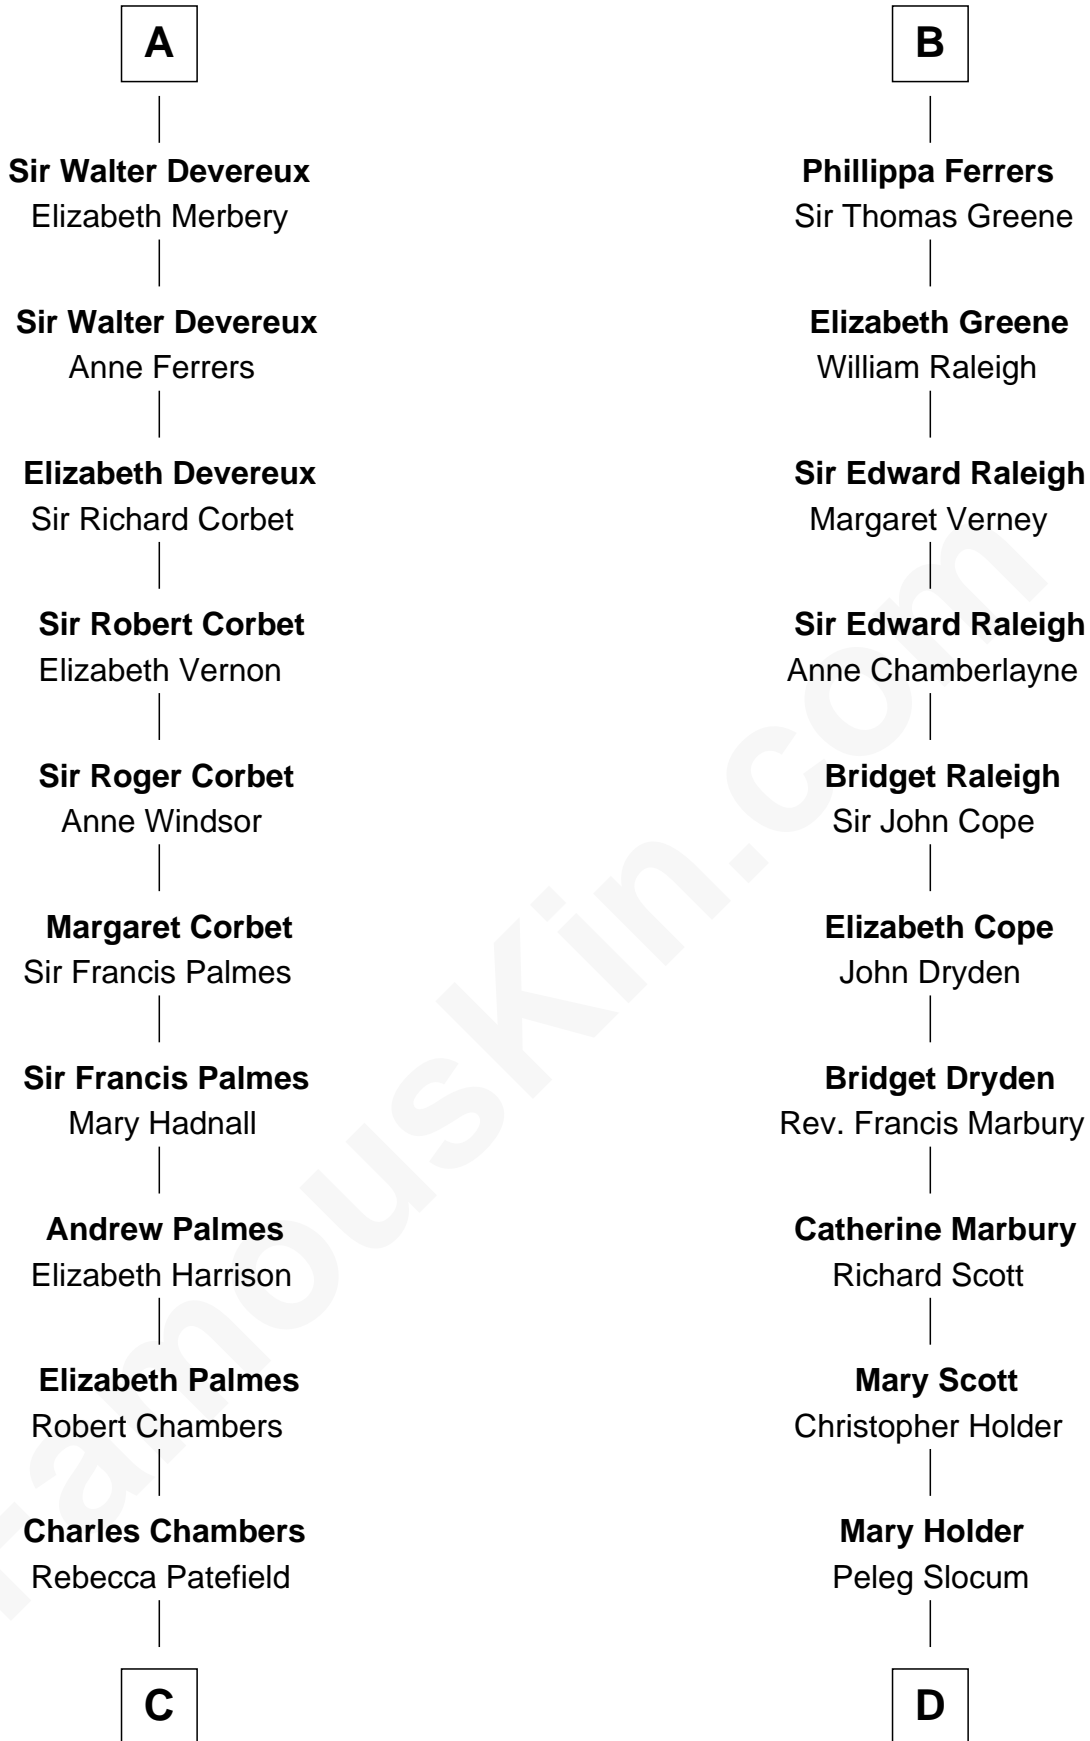 A
Sir Walter Devereux
Elizabeth Merbery
Sir Walter Devereux
Anne Ferrers
Elizabeth Devereux
Sir Richard Corbet
Sir Robert Corbet
Elizabeth Vernon
Sir Roger Corbet
Anne Windsor
Margaret Corbet
Sir Francis Palmes
Sir Francis Palmes
Mary Hadnall
Andrew Palmes
Elizabeth Harrison
Elizabeth Palmes
Robert Chambers
Charles Chambers
Rebecca Patefield
C
B
Phillippa Ferrers
Sir Thomas Greene
Elizabeth Greene
William Raleigh
Sir Edward Raleigh
Margaret Verney
Sir Edward Raleigh
Anne Chamberlayne
Bridget Raleigh
Sir John Cope
Elizabeth Cope
John Dryden
Bridget Dryden
Rev. Francis Marbury
Catherine Marbury
Richard Scott
Mary Scott
Christopher Holder
Mary Holder
Peleg Slocum
D
FamousKin.com